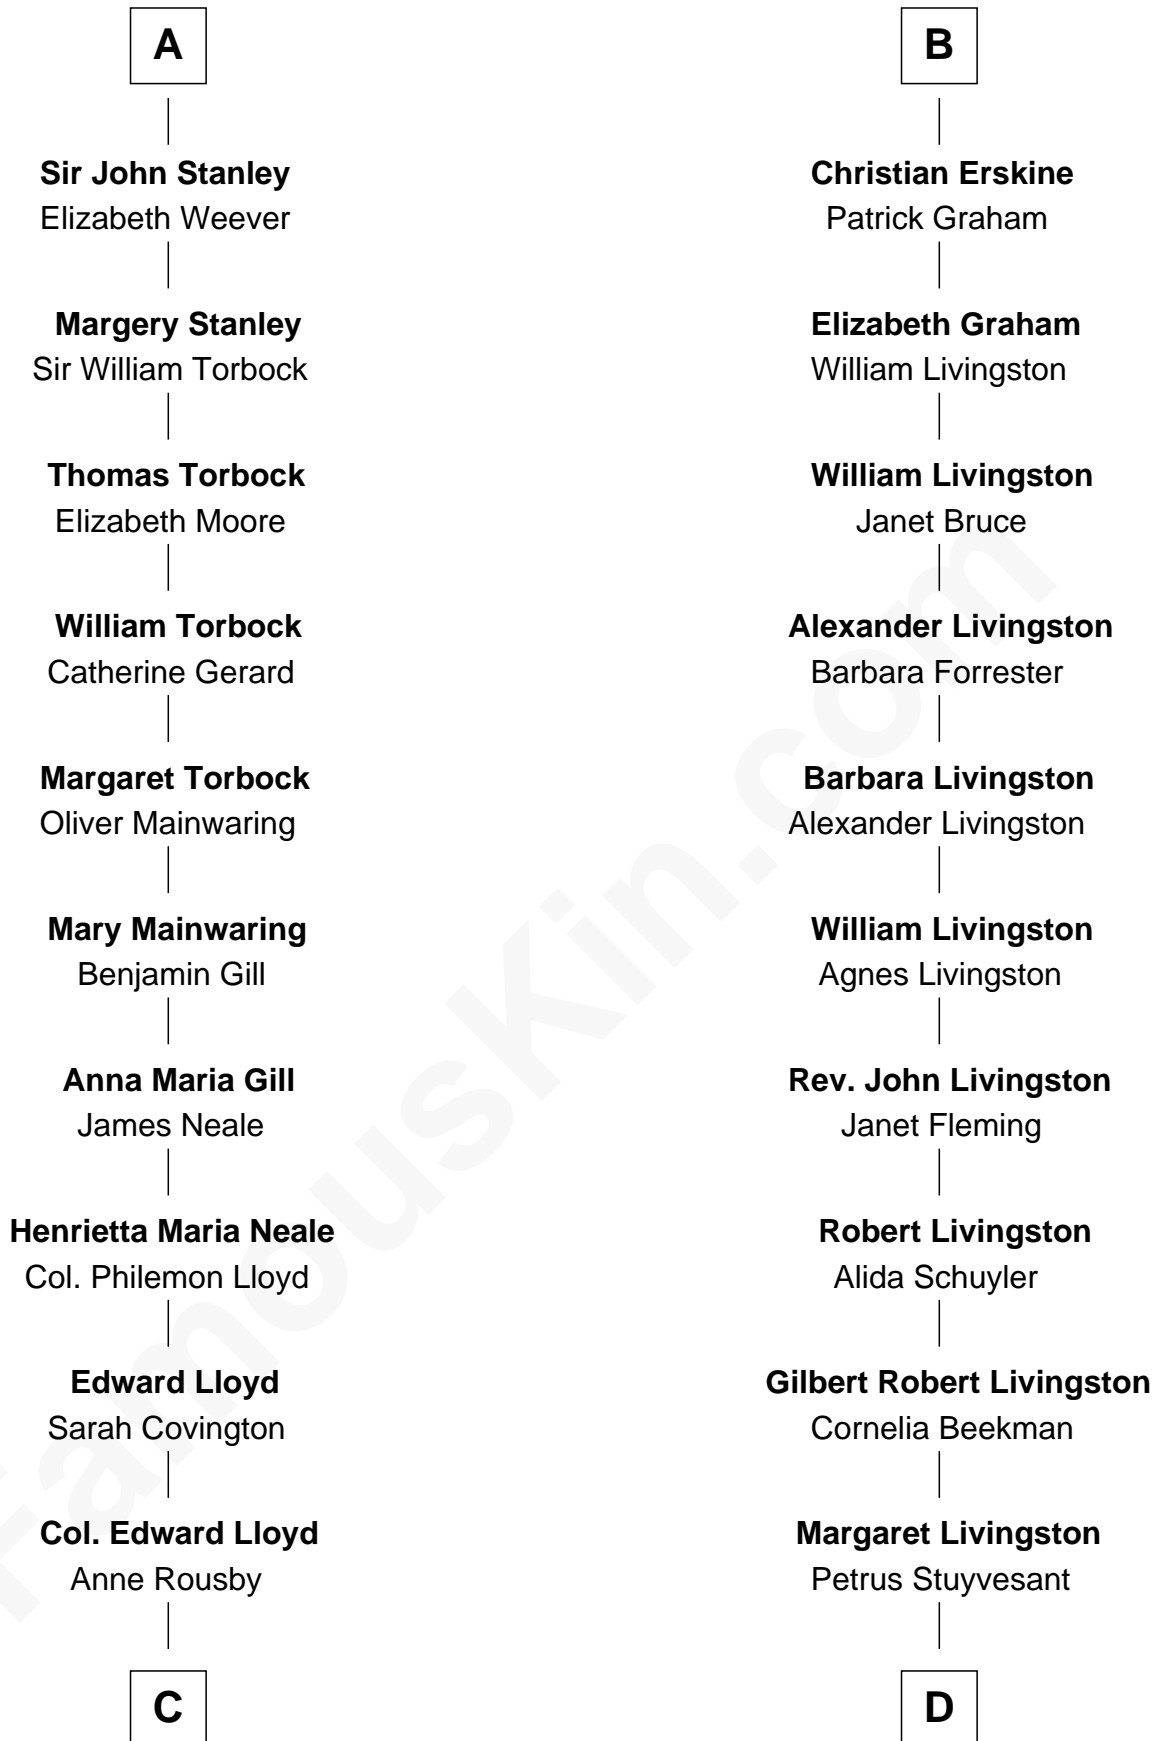 A
Sir John Stanley
Elizabeth Weever
Margery Stanley
Sir William Torbock
Thomas Torbock
Elizabeth Moore
William Torbock
Catherine Gerard
Margaret Torbock
Oliver Mainwaring
Mary Mainwaring
Benjamin Gill
Anna Maria Gill
James Neale
Henrietta Maria Neale
Col. Philemon Lloyd
Edward Lloyd
Sarah Covington
Col. Edward Lloyd
Anne Rousby
C
B
Christian Erskine
Patrick Graham
Elizabeth Graham
William Livingston
William Livingston
Janet Bruce
Alexander Livingston
Barbara Forrester
Barbara Livingston
Alexander Livingston
William Livingston
Agnes Livingston
Rev. John Livingston
Janet Fleming
Robert Livingston
Alida Schuyler
Gilbert Robert Livingston
Cornelia Beekman
Margaret Livingston
Petrus Stuyvesant
D
FamousKin.com